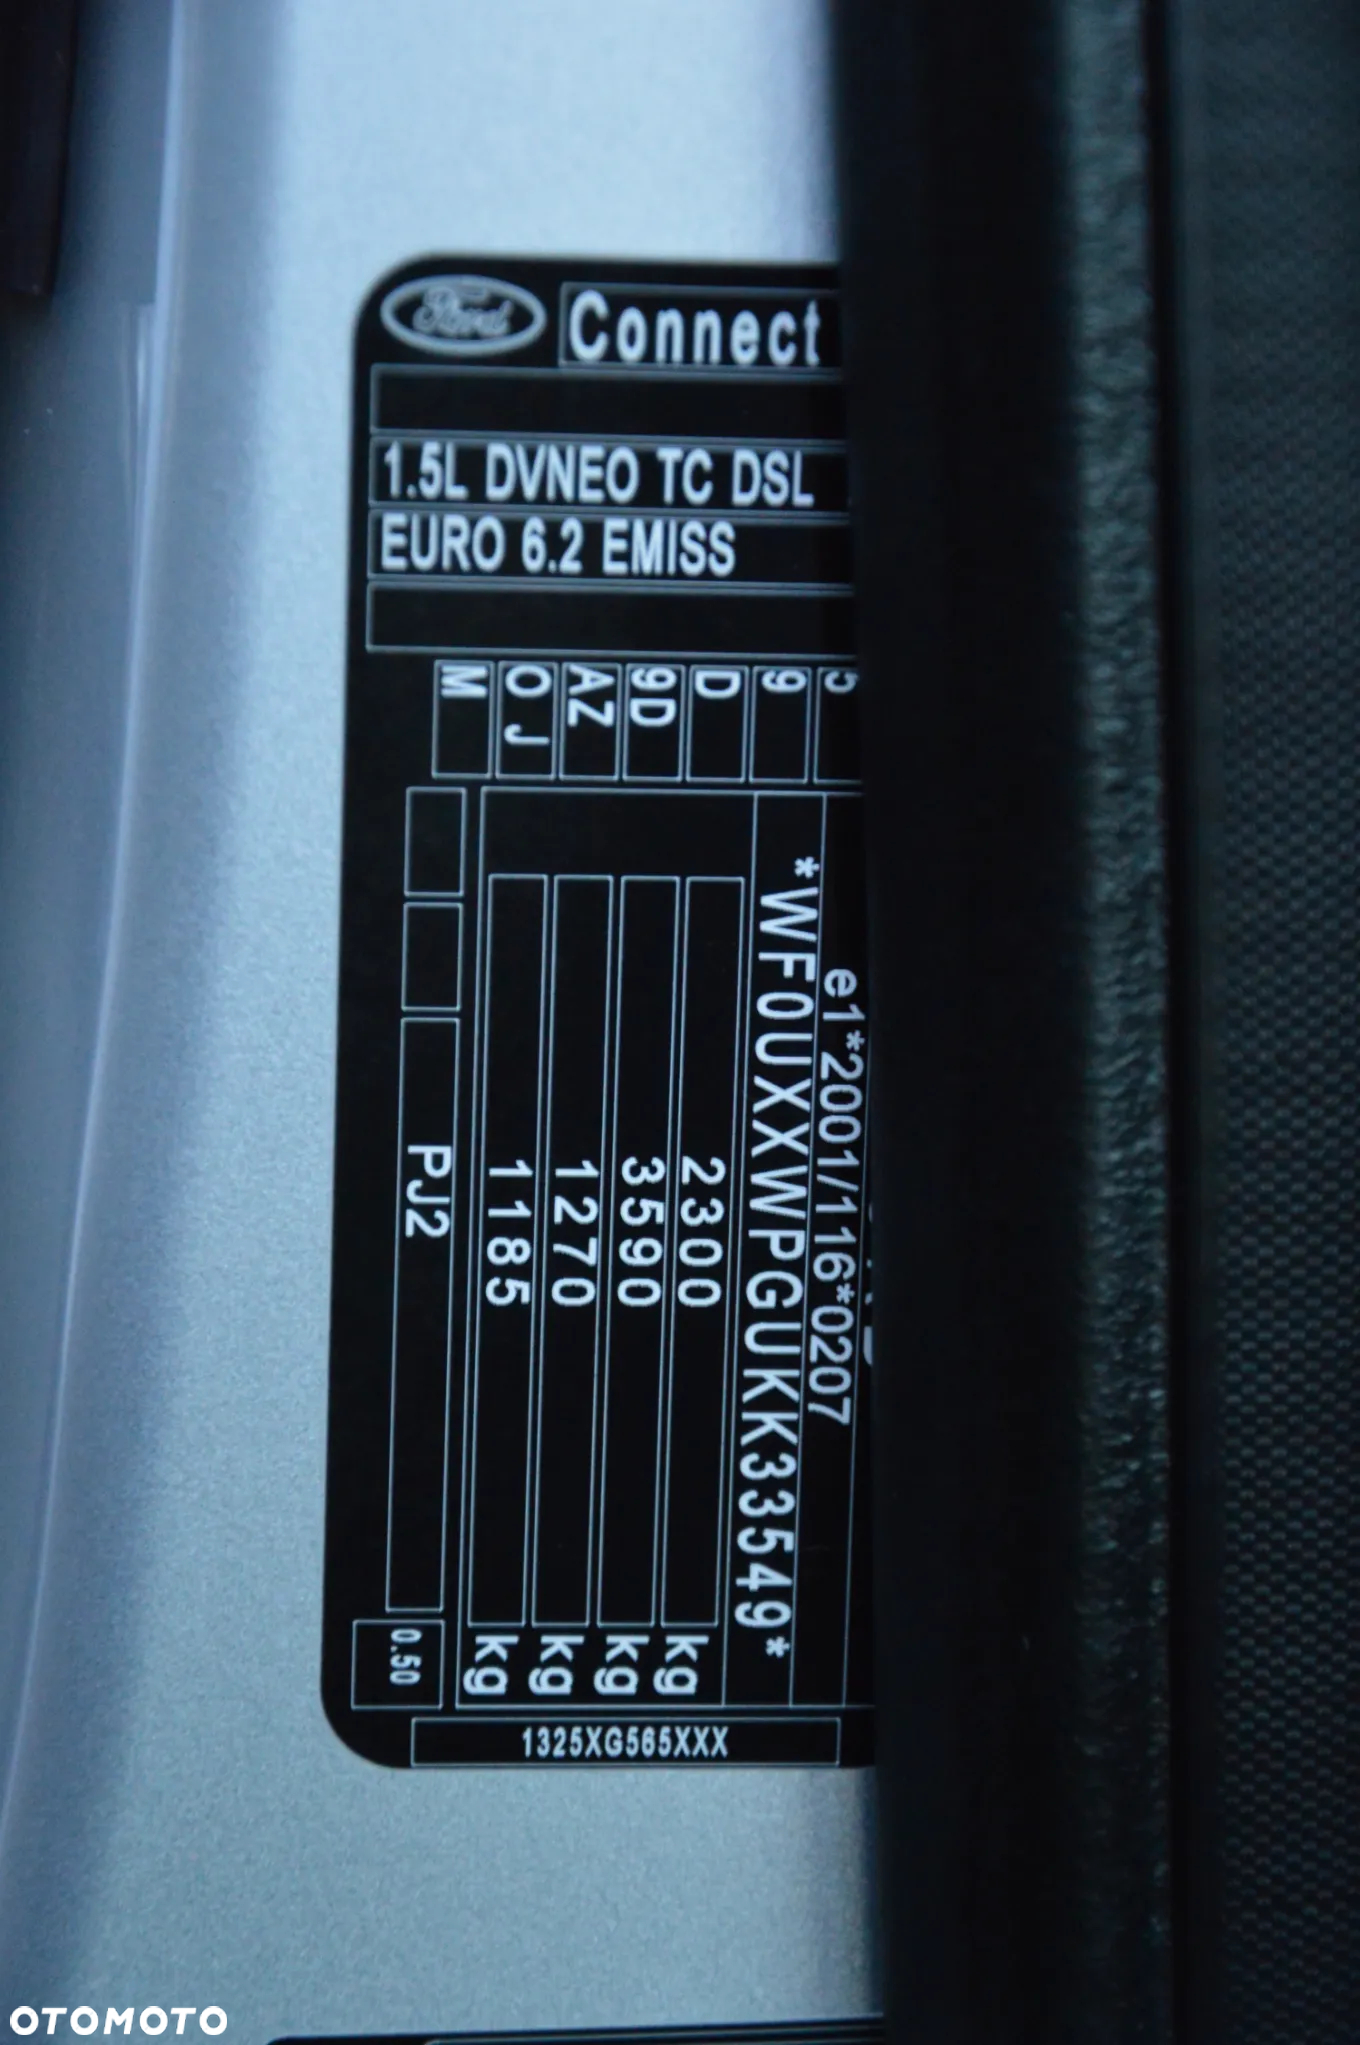 Ford
Connect
1.5L DVNEO TC DSL
EURO 6.2 EMISS
M
O J
AZ
9D
D
9
5
e1*2001/116*0207
*WF0UXXWPGUKK33549*
2300 kg
3590 kg
1270 kg
1185 kg
PJ2
0.50
1325XG565XXX
OTOMOTO